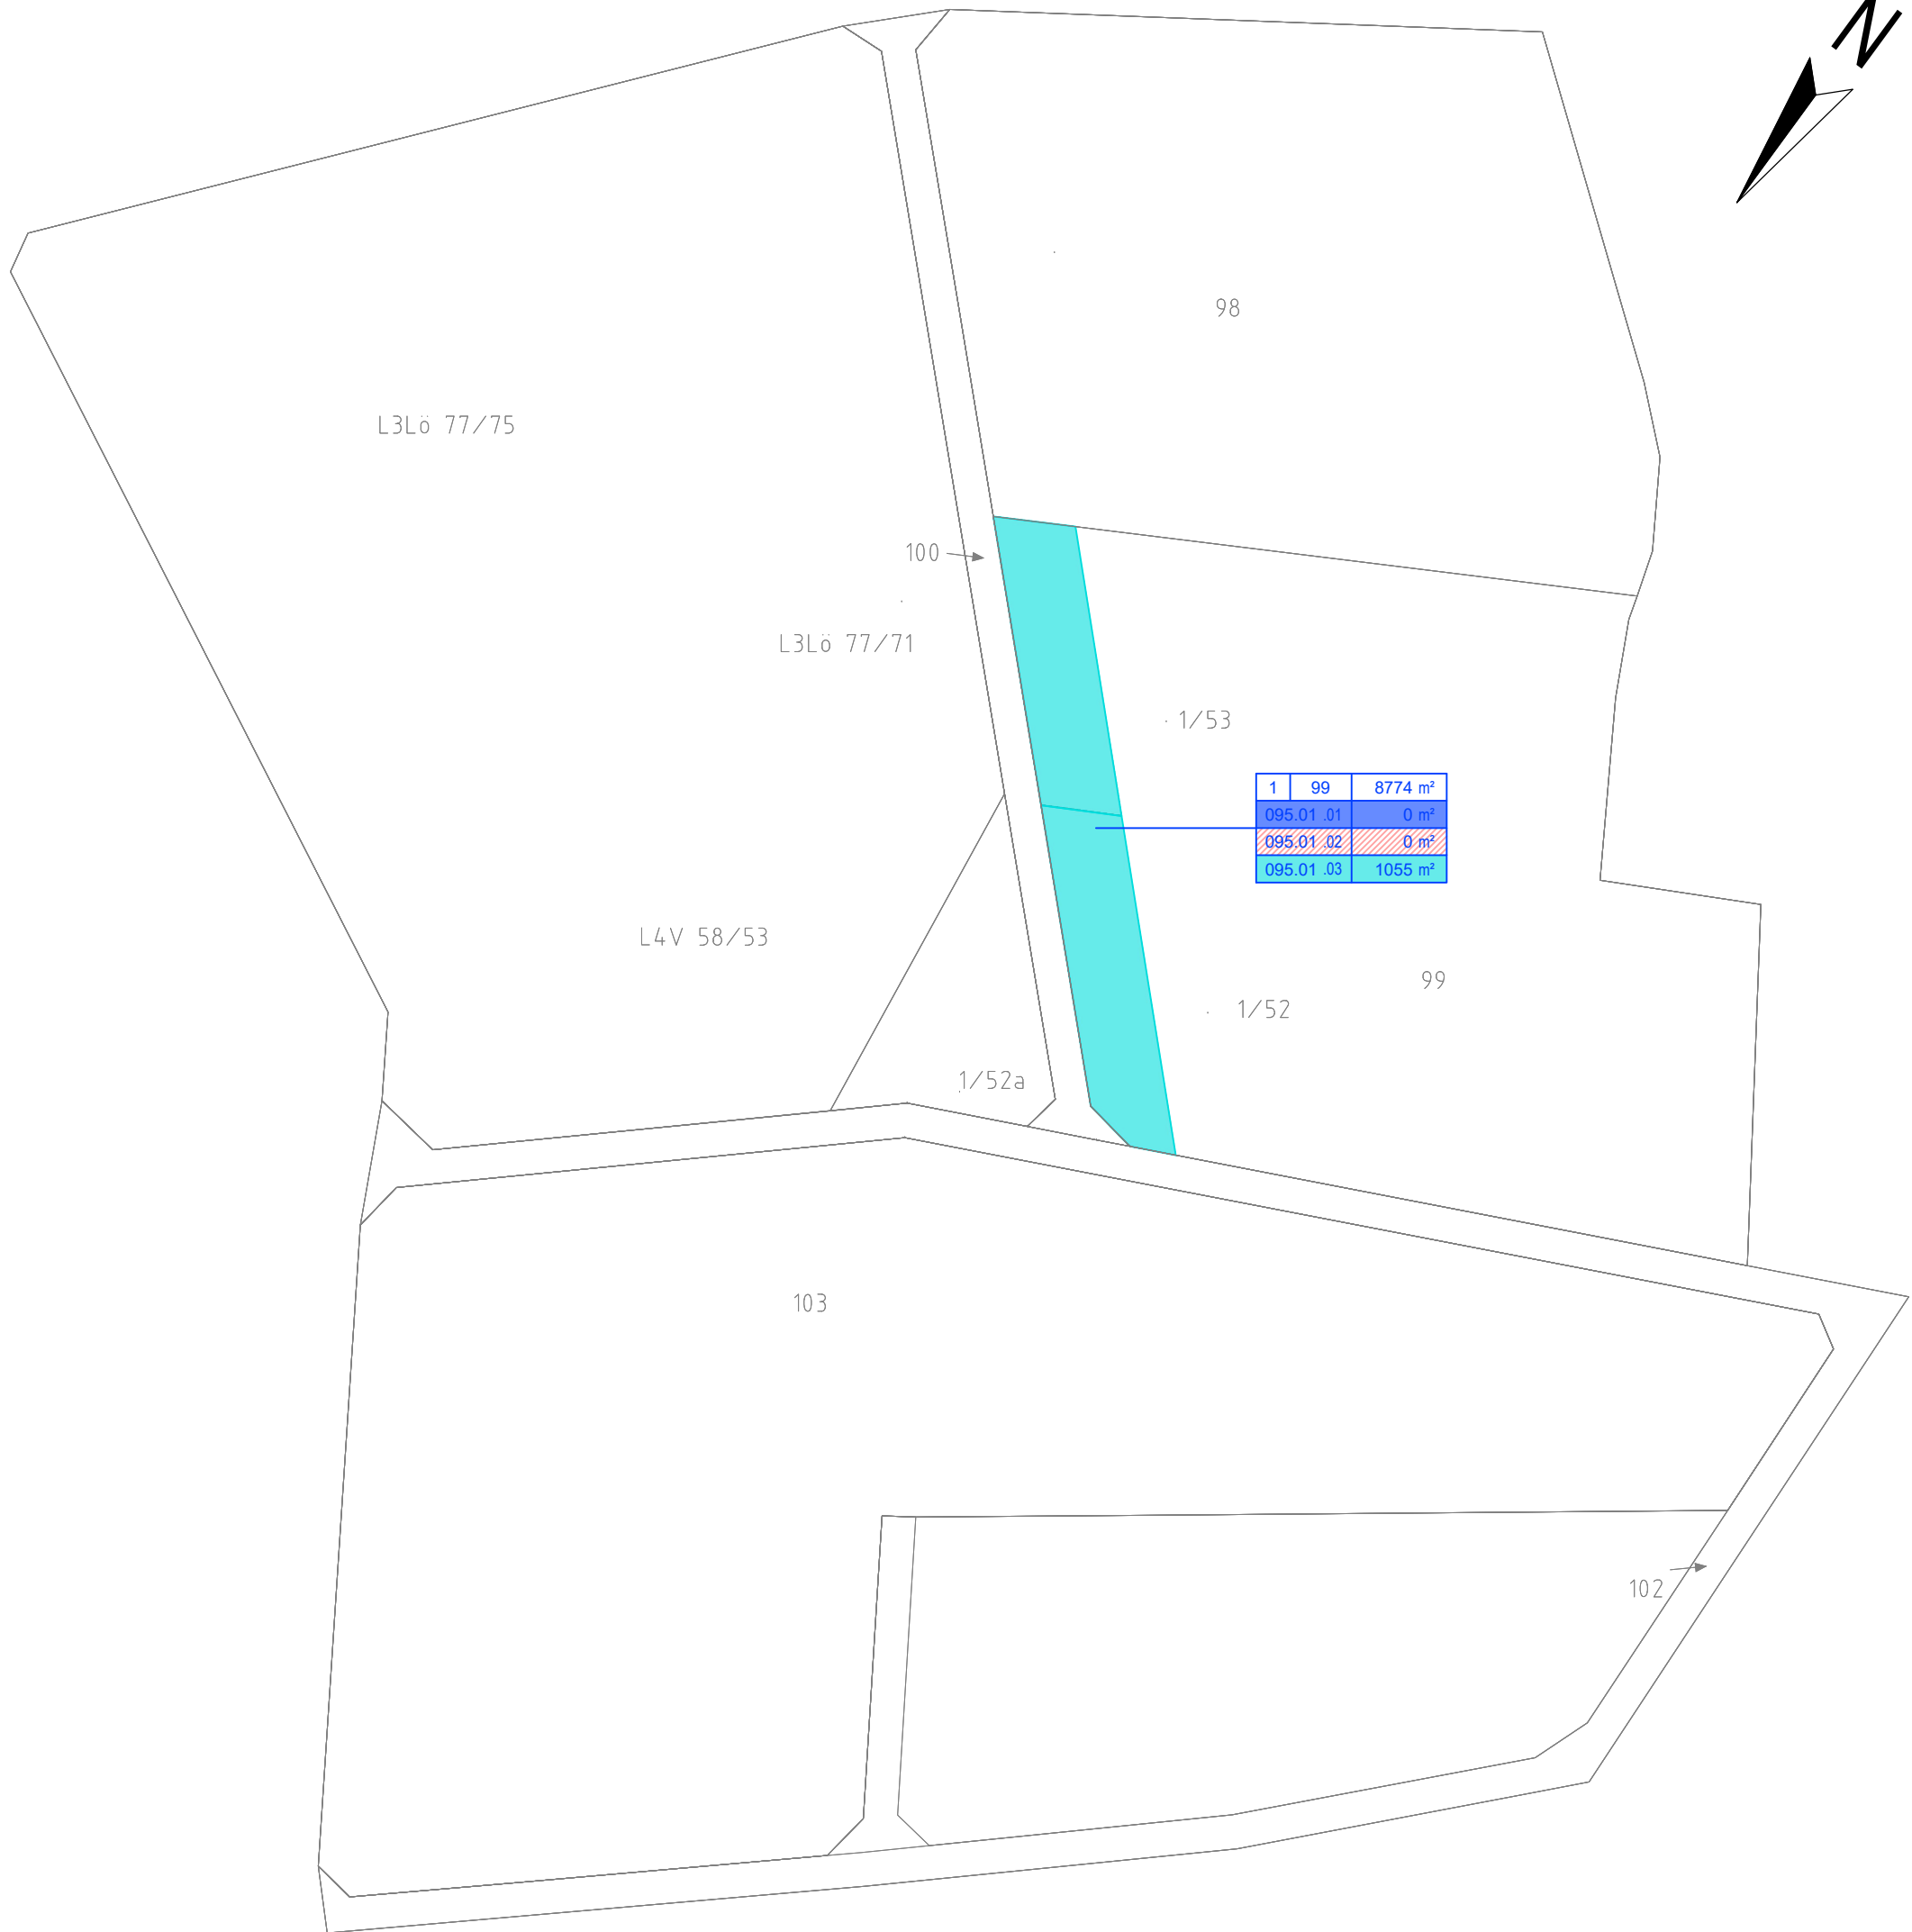 N
98
L3Lö 77/75
100
L3Lö 77/71
1/53
1 99 8774 m²
095.01 .01 0 m²
095.01 .02 0 m²
095.01 .03 1055 m²
L4V 58/53
99
1/52
1/52a
103
102